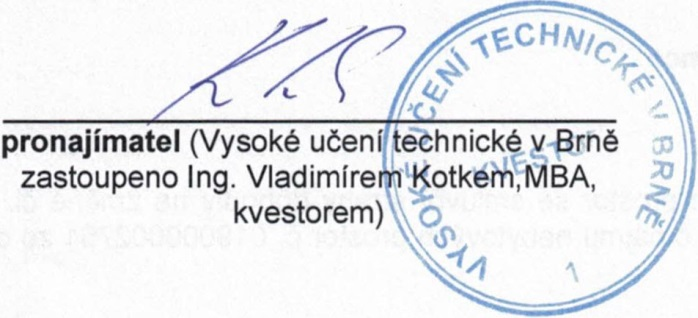 pronajímatel (Vysoké učení technické v Brně
zastoupeno Ing. Vladimírem Kotkem,MBA,
kvestorem)
VYSOKÉ UČENÍ TECHNICKÉ V BRNĚ
KVESTOR
1